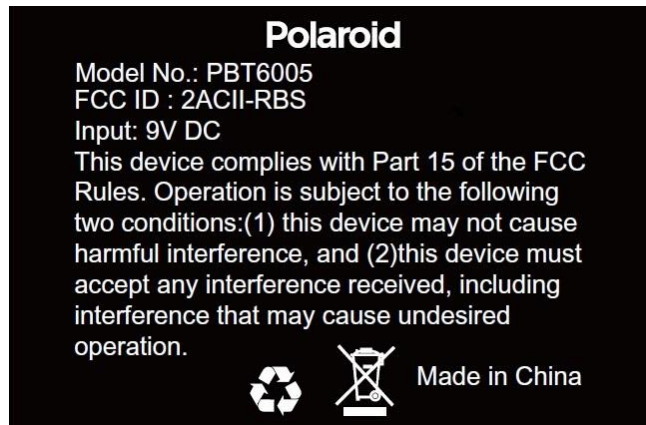 Polaroid
Model No.: PBT6005
FCC ID : 2ACII-RBS
Input: 9V DC
This device complies with Part 15 of the FCC
Rules. Operation is subject to the following
two conditions:(1) this device may not cause
harmful interference, and (2)this device must
accept any interference received, including
interference that may cause undesired
operation.
Made in China